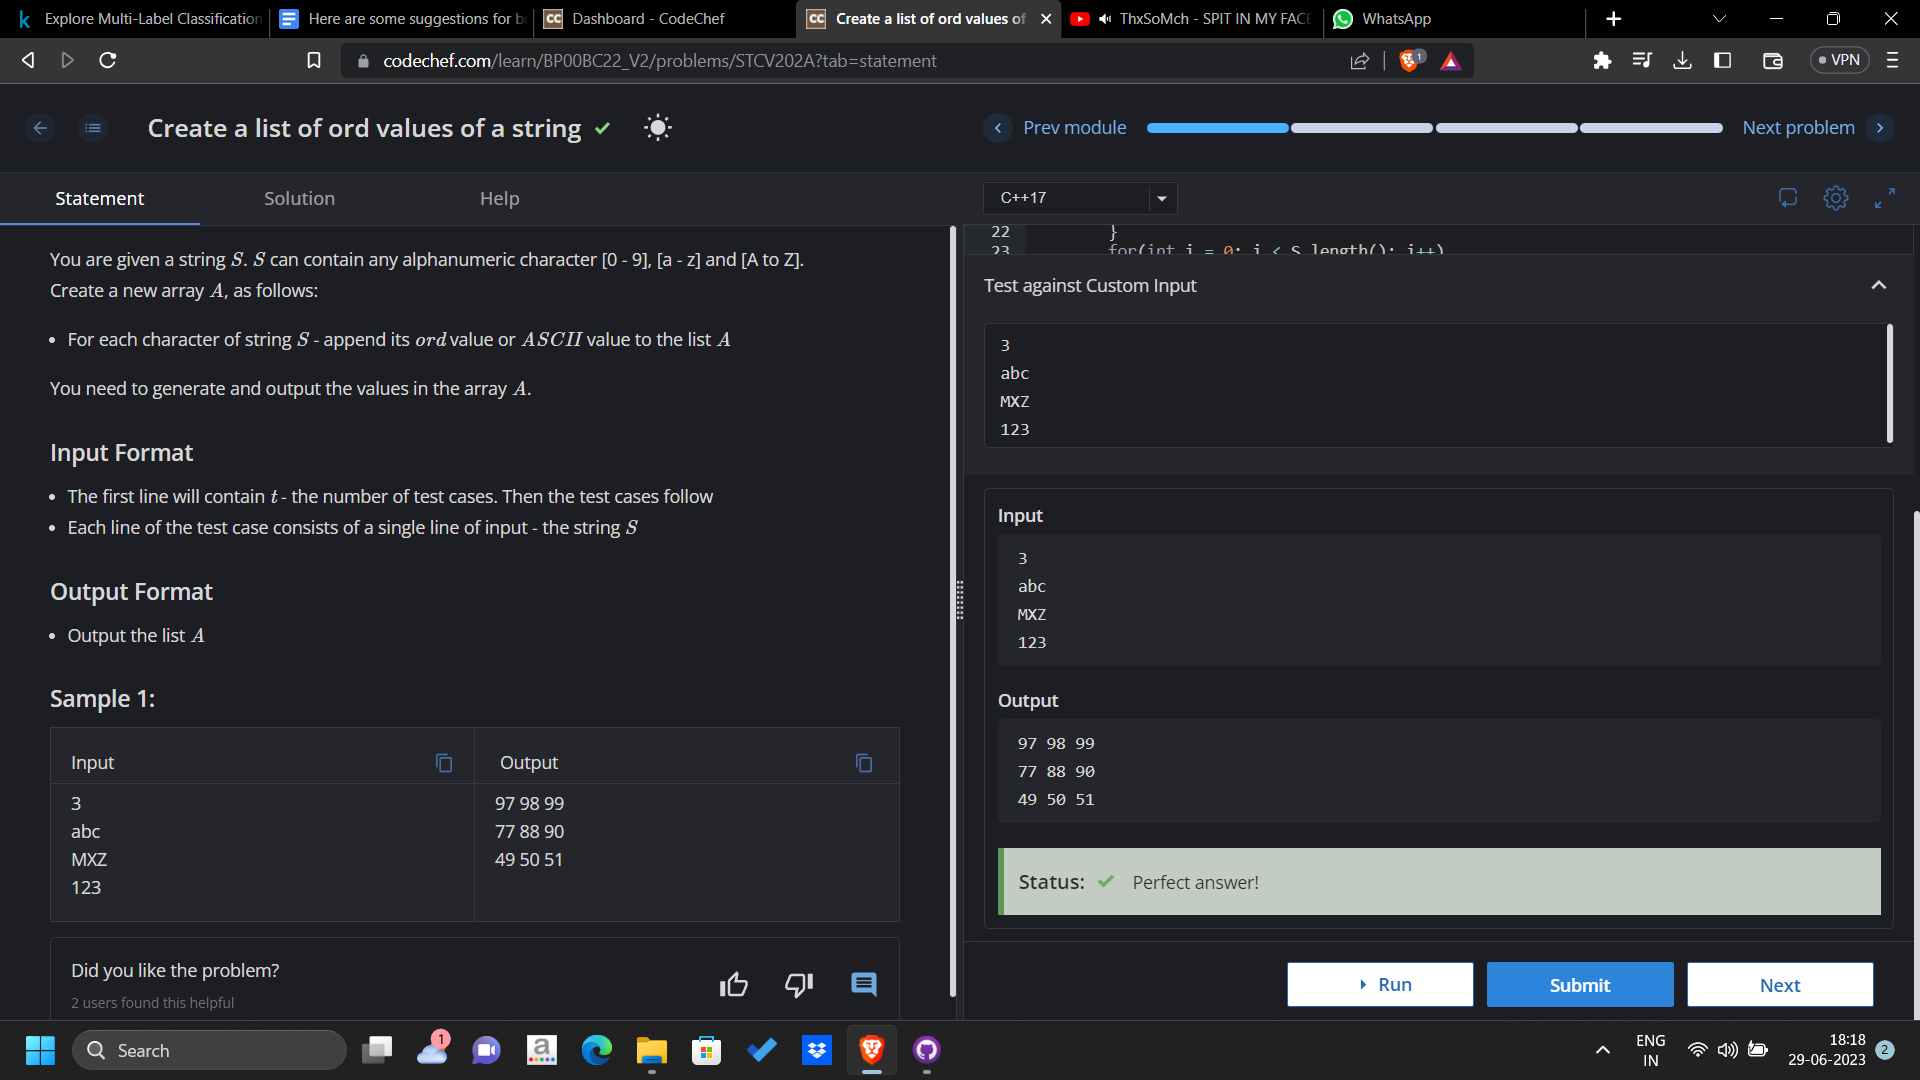 Explore Multi-Label Classification
Here are some suggestions for be
CC Dashboard - CodeChef
CC Create a list of ord values of
ThxSoMch - SPIT IN MY FACE
WhatsApp
codechef.com/learn/BP00BC22_V2/problems/STCV202A?tab=statement
1
VPN
Create a list of ord values of a string
Prev module
Next problem
Statement
Solution
Help
C++17
You are given a string S. S can contain any alphanumeric character [0 - 9], [a - z] and [A to Z].
Create a new array A, as follows:
For each character of string S - append its ord value or ASCII value to the list A
You need to generate and output the values in the array A.
Input Format
The first line will contain t - the number of test cases. Then the test cases follow
Each line of the test case consists of a single line of input - the string S
Output Format
Output the list A
Sample 1:
Input
Output
3
abc
MXZ
123
97 98 99
77 88 90
49 50 51
Did you like the problem?
2 users found this helpful
22 }
23 for(int i = 0; i < S.length(); i++)
Test against Custom Input
3
abc
MXZ
123
Input
3
abc
MXZ
123
Output
97 98 99
77 88 90
49 50 51
Status: Perfect answer!
Run
Submit
Next
Search
1
a
ENG
IN
18:18
29-06-2023
2